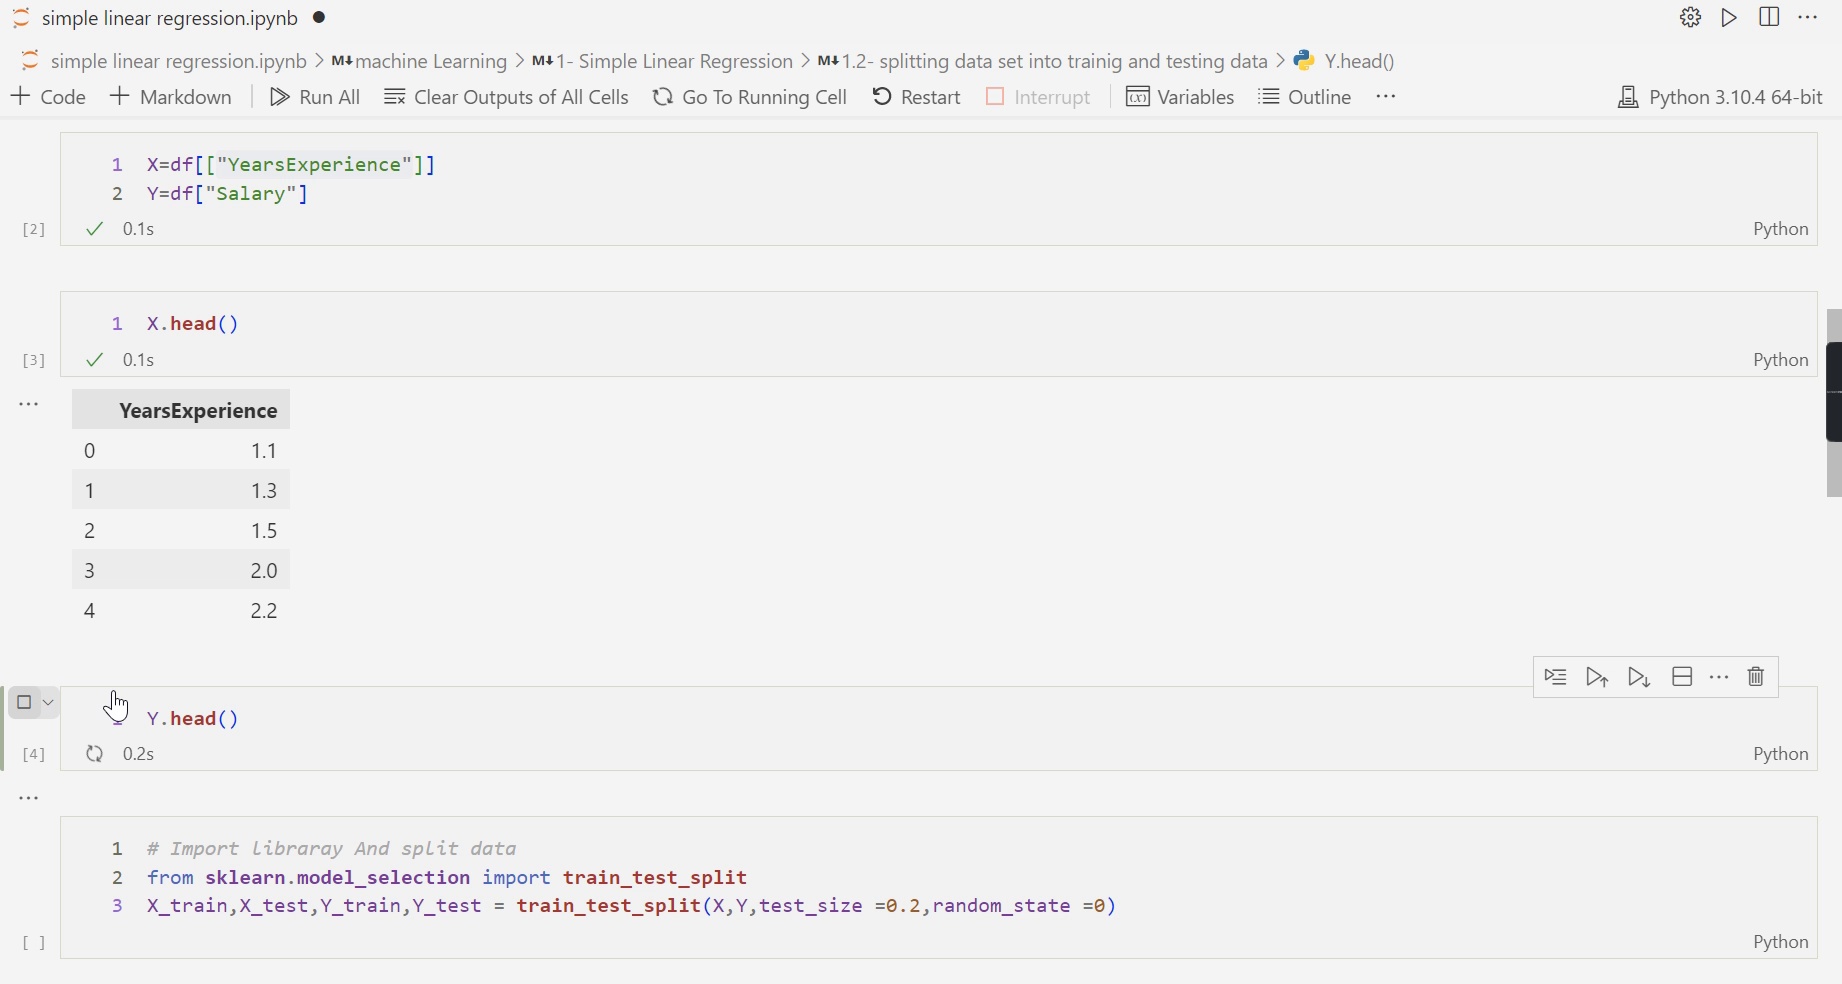 simple linear regression.ipynb
simple linear regression.ipynb > M↓ machine Learning > M↓ 1- Simple Linear Regression > M↓ 1.2- splitting data set into trainig and testing data > Y.head()
+ Code + Markdown Run All Clear Outputs of All Cells Go To Running Cell Restart Interrupt Variables Outline ... Python 3.10.4 64-bit
1 X=df[["YearsExperience"]]
2 Y=df["Salary"]
[2] 0.1s Python
1 X.head()
[3] 0.1s Python
YearsExperience
0 1.1
1 1.3
2 1.5
3 2.0
4 2.2
Y.head()
[4] 0.2s Python
1 # Import libraray And split data
2 from sklearn.model_selection import train_test_split
3 X_train,X_test,Y_train,Y_test = train_test_split(X,Y,test_size =0.2,random_state =0)
[ ] Python